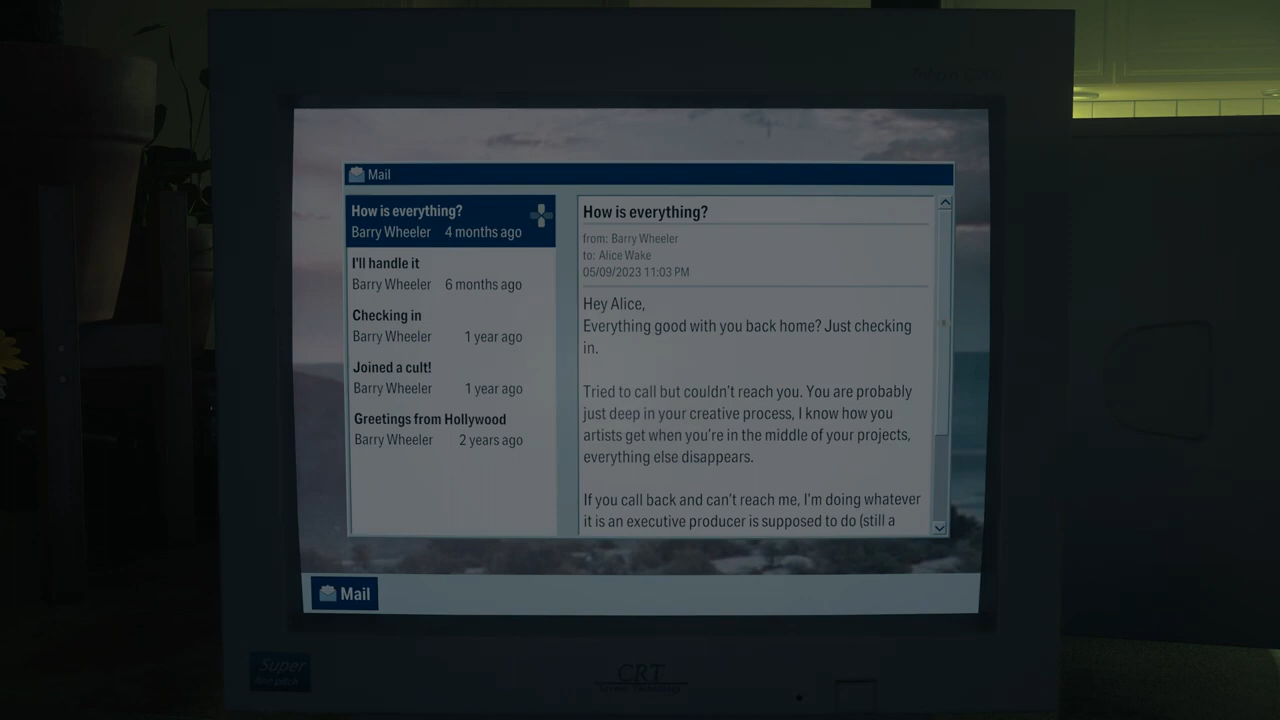 Mail
How is everything?
Barry Wheeler 4 months ago
I'll handle it
Barry Wheeler 6 months ago
Checking in
Barry Wheeler 1 year ago
Joined a cult!
Barry Wheeler 1 year ago
Greetings from Hollywood
Barry Wheeler 2 years ago
How is everything?
from: Barry Wheeler
to: Alice Wake
05/09/2023 11:03 PM
Hey Alice,
Everything good with you back home? Just checking
in.
Tried to call but couldn't reach you. You are probably
just deep in your creative process, I know how you
artists get when you're in the middle of your projects,
everything else disappears.
If you call back and can't reach me, I'm doing whatever
it is an executive producer is supposed to do (still a
Mail
Super
fine pitch
CRT